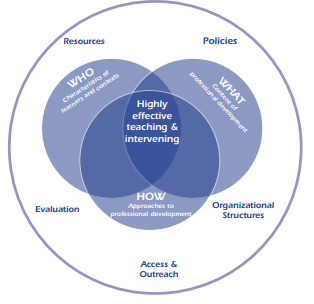 Resources
Policies
WHO
Characteristics of
learners and contexts
WHAT
Content of
professional development
Highly
effective
teaching &
intervening
HOW
Approaches to
professional development
Evaluation
Organizational
Structures
Access &
Outreach